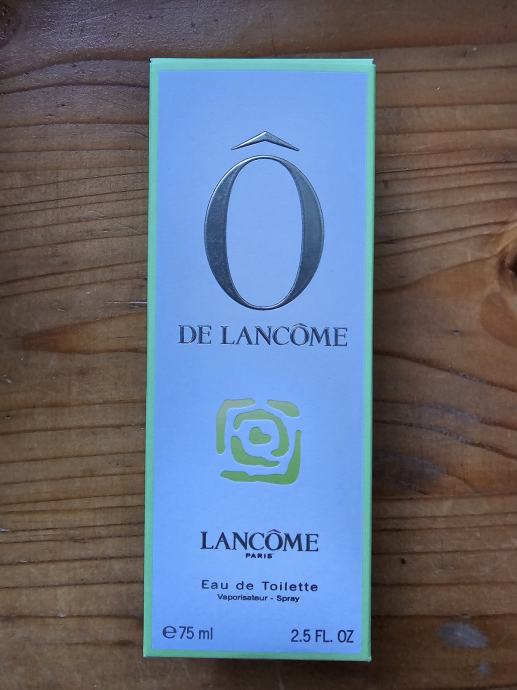 Ô
DE LANCÔME
LANCÔME
PARIS
Eau de Toilette
Vaporisateur - Spray
℮ 75 ml 2.5 FL. OZ